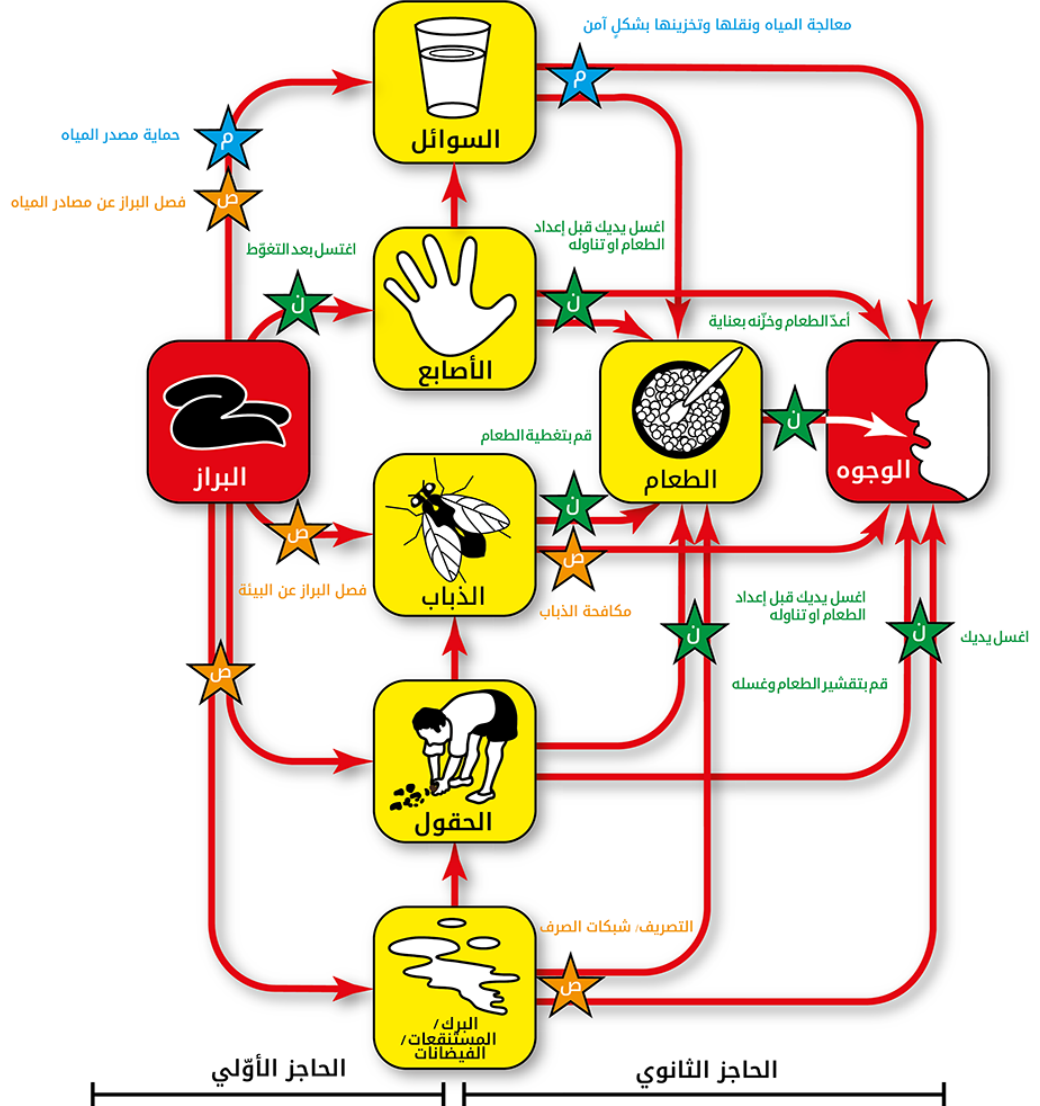 معالجة المياه ونقلها وتخزينها بشكلٍ آمن
م
السوائل
م
حماية مصدر المياه
ص
فصل البراز عن مصادر المياه
اغسل يديك قبل إعداد
الطعام او تناوله
اغتسل بعد التغوّط
ن
ن
أعدّ الطعام وخزّنه بعناية
الأصابع
ن
الوجوه
الطعام
البراز
قم بتغطية الطعام
ن
ص
ص
فصل البراز عن البيئة
الذباب
مكافحة الذباب
اغسل يديك قبل إعداد
الطعام او تناوله
ن
ن
اغسل يديك
ص
قم بتقشير الطعام وغسله
الحقول
التصريف/ شبكات الصرف
ص
البرك/
المستنقعات/
الفيضانات
الحاجز الثانوي
الحاجز الأوّلي